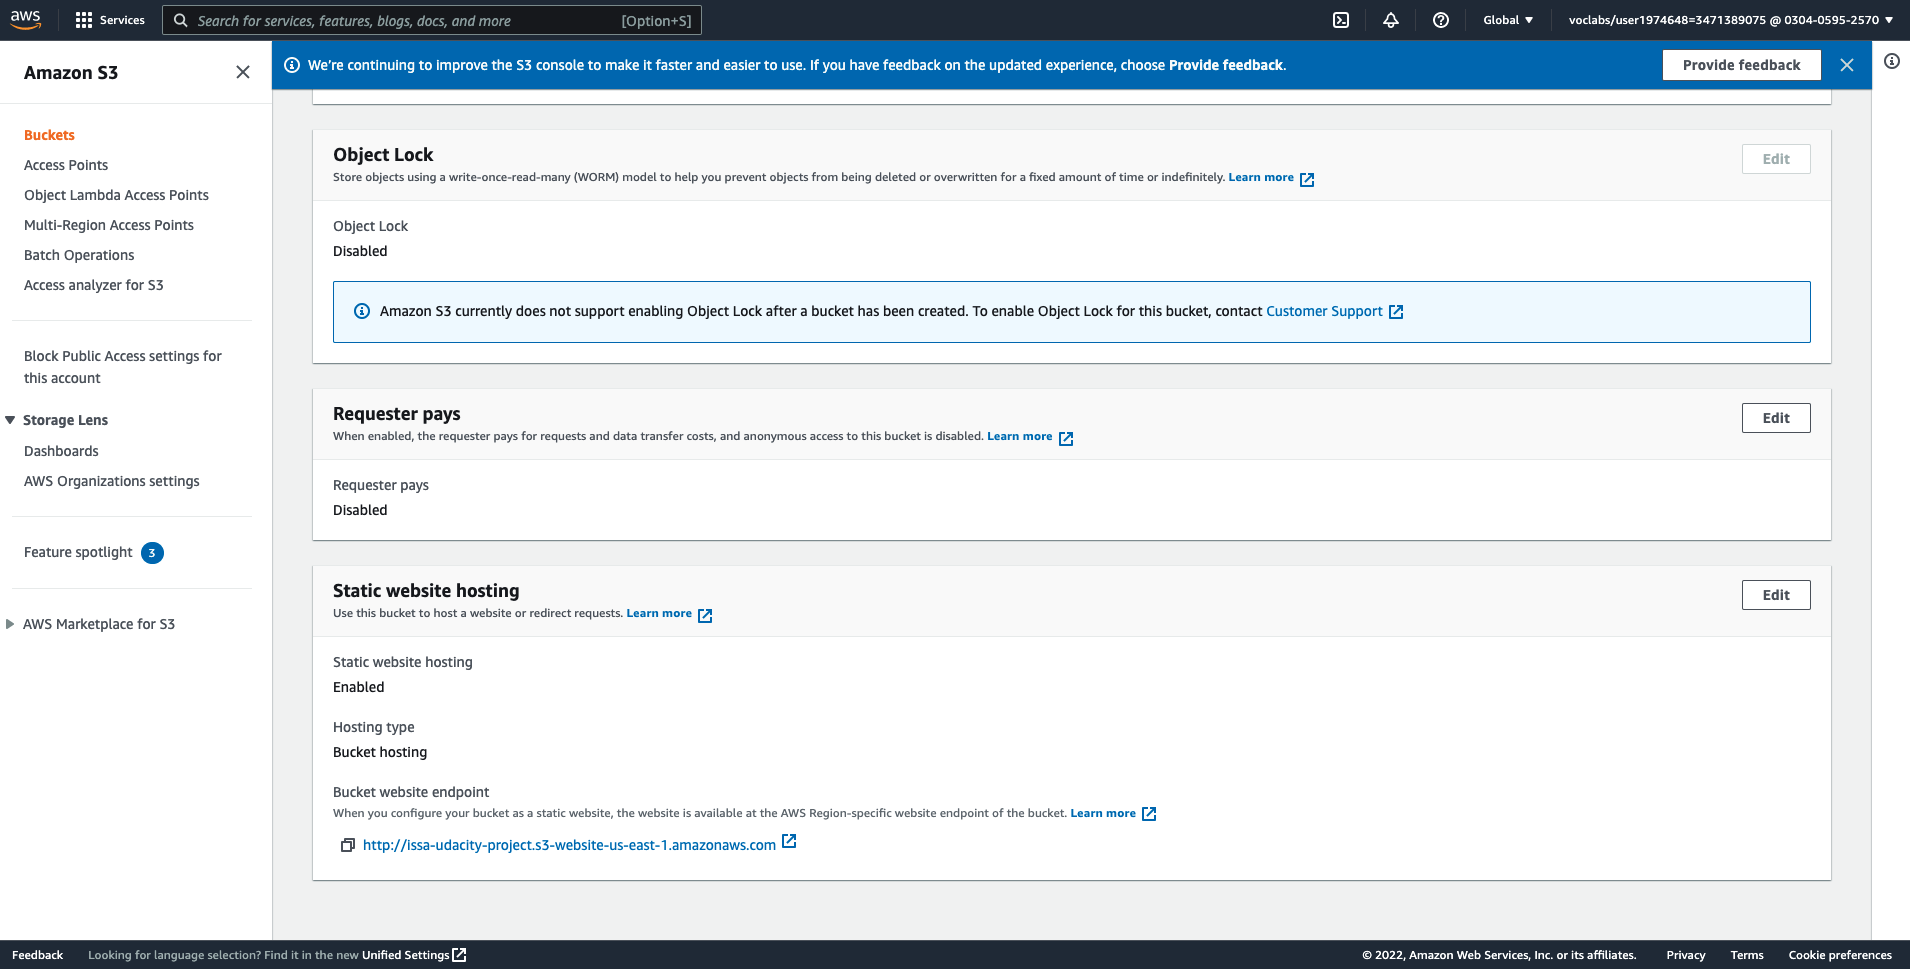 aws
Services
Search for services, features, blogs, docs, and more
[Option+S]
Global
voclabs/user1974648=3471389075 @ 0304-0595-2570
Amazon S3
Buckets
Access Points
Object Lambda Access Points
Multi-Region Access Points
Batch Operations
Access analyzer for S3
Block Public Access settings for
this account
Storage Lens
Dashboards
AWS Organizations settings
Feature spotlight 3
AWS Marketplace for S3
We're continuing to improve the S3 console to make it faster and easier to use. If you have feedback on the updated experience, choose Provide feedback.
Provide feedback
Object Lock
Edit
Store objects using a write-once-read-many (WORM) model to help you prevent objects from being deleted or overwritten for a fixed amount of time or indefinitely. Learn more
Object Lock
Disabled
Amazon S3 currently does not support enabling Object Lock after a bucket has been created. To enable Object Lock for this bucket, contact Customer Support
Requester pays
Edit
When enabled, the requester pays for requests and data transfer costs, and anonymous access to this bucket is disabled. Learn more
Requester pays
Disabled
Static website hosting
Edit
Use this bucket to host a website or redirect requests. Learn more
Static website hosting
Enabled
Hosting type
Bucket hosting
Bucket website endpoint
When you configure your bucket as a static website, the website is available at the AWS Region-specific website endpoint of the bucket. Learn more
http://issa-udacity-project.s3-website-us-east-1.amazonaws.com
Feedback
Looking for language selection? Find it in the new Unified Settings
© 2022, Amazon Web Services, Inc. or its affiliates.
Privacy
Terms
Cookie preferences